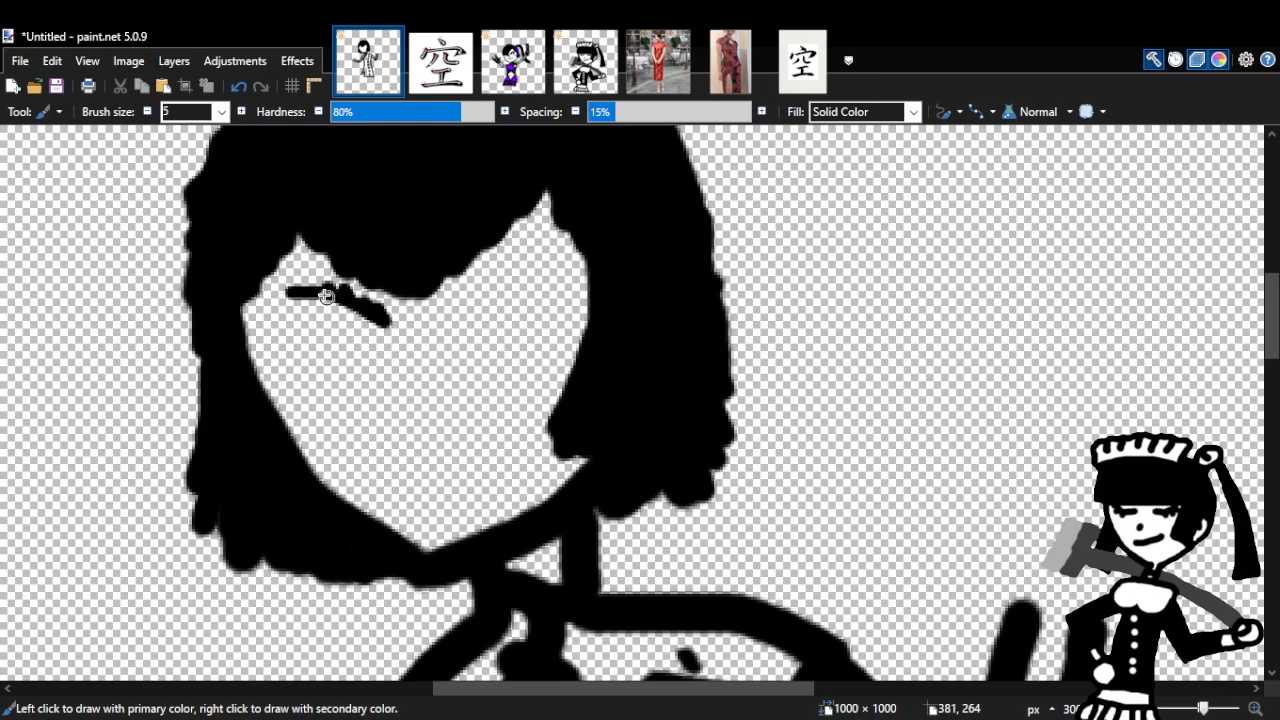 *Untitled - paint.net 5.0.9
File Edit View Image Layers Adjustments Effects
空
空
Tool: Brush size: 5 Hardness: 80% Spacing: 15% Fill: Solid Color Normal
Left click to draw with primary color, right click to draw with secondary color. 1000 × 1000 381, 264 px